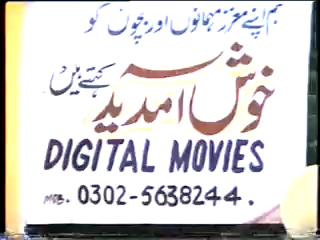 ہم اپنے معزز مہمانوں اور بچوں کو
خوش آمدید کہتے ہیں
DIGITAL MOVIES
MOB. 0302-5638244.